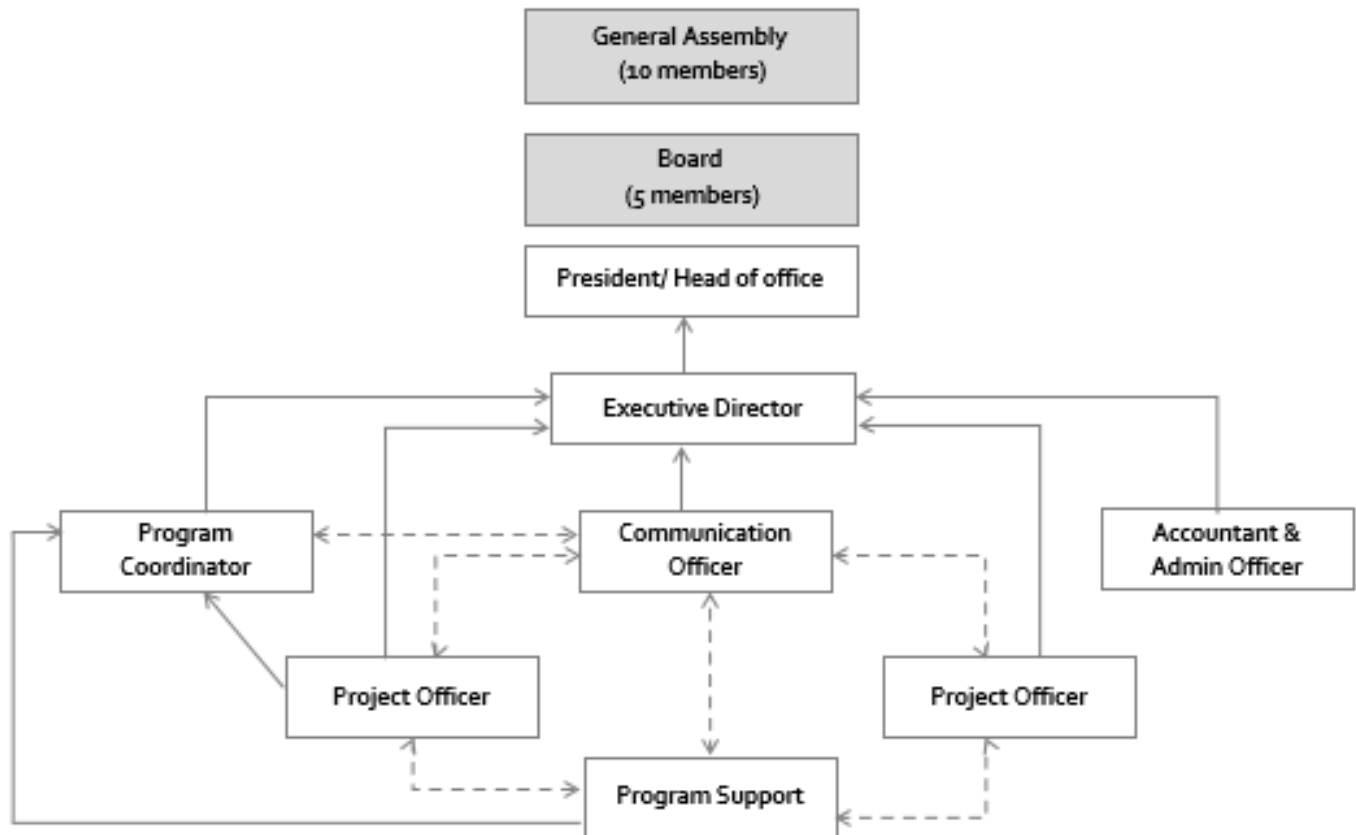 General Assembly
(10 members)
Board
(5 members)
President/ Head of office
Executive Director
Program
Coordinator
Communication
Officer
Accountant &
Admin Officer
Project Officer
Project Officer
Program Support